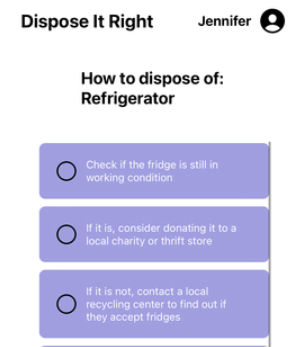 Dispose It Right
Jennifer
How to dispose of:
Refrigerator
Check if the fridge is still in
working condition
If it is, consider donating it to a
local charity or thrift store
If it is not, contact a local
recycling center to find out if
they accept fridges